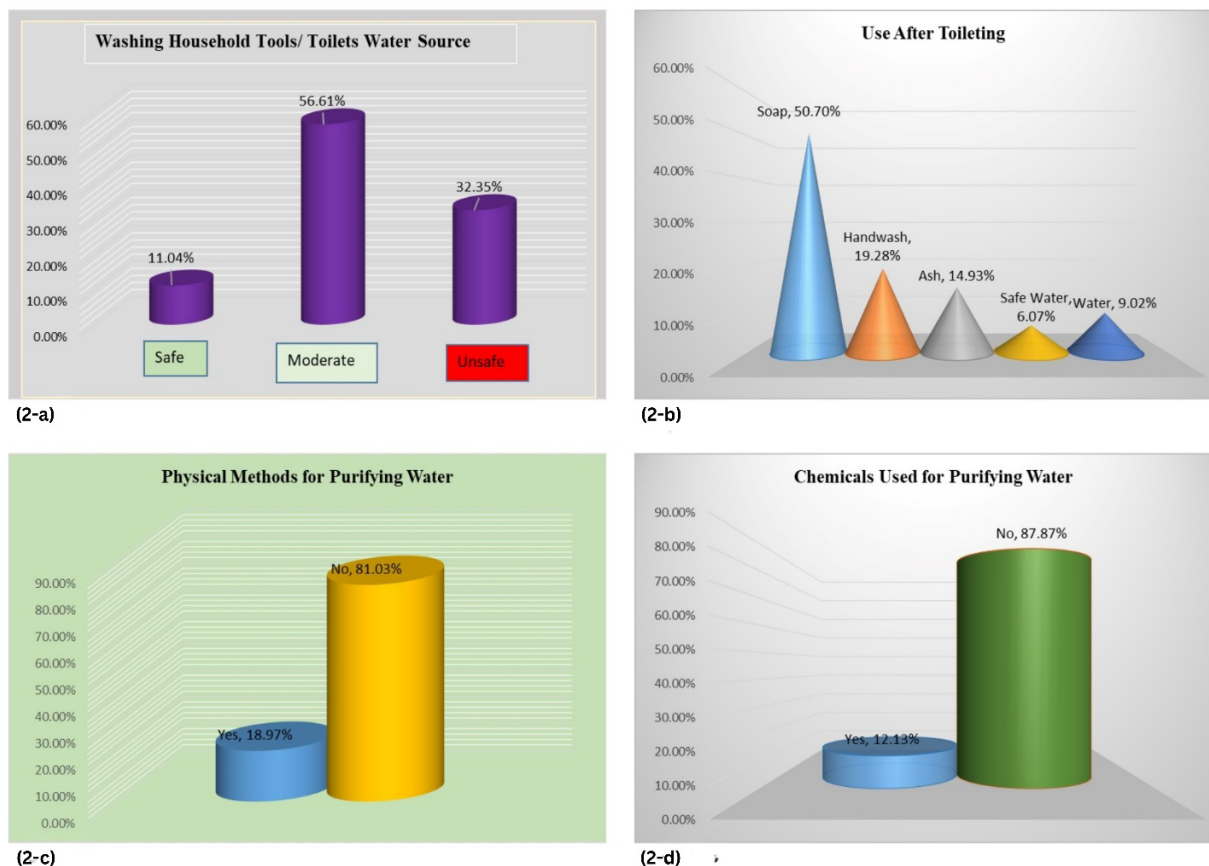 Washing Household Tools/ Toilets Water Source
56.61%
60.00%
50.00%
32.35%
40.00%
30.00%
11.04%
20.00%
10.00%
0.00%
Safe
Moderate
Unsafe
(2-a)
Use After Toileting
60.00%
Soap, 50.70%
50.00%
40.00%
30.00%
Handwash,
19.28%
20.00%
Ash, 14.93%
Safe Water,
6.07%
Water, 9.02%
10.00%
0.00%
(2-b)
Physical Methods for Purifying Water
No, 81.03%
90.00%
80.00%
70.00%
60.00%
50.00%
40.00%
Yes, 18.97%
30.00%
20.00%
10.00%
0.00%
(2-c)
Chemicals Used for Purifying Water
90.00%
No, 87.87%
80.00%
70.00%
60.00%
50.00%
40.00%
30.00%
Yes, 12.13%
20.00%
10.00%
0.00%
(2-d)